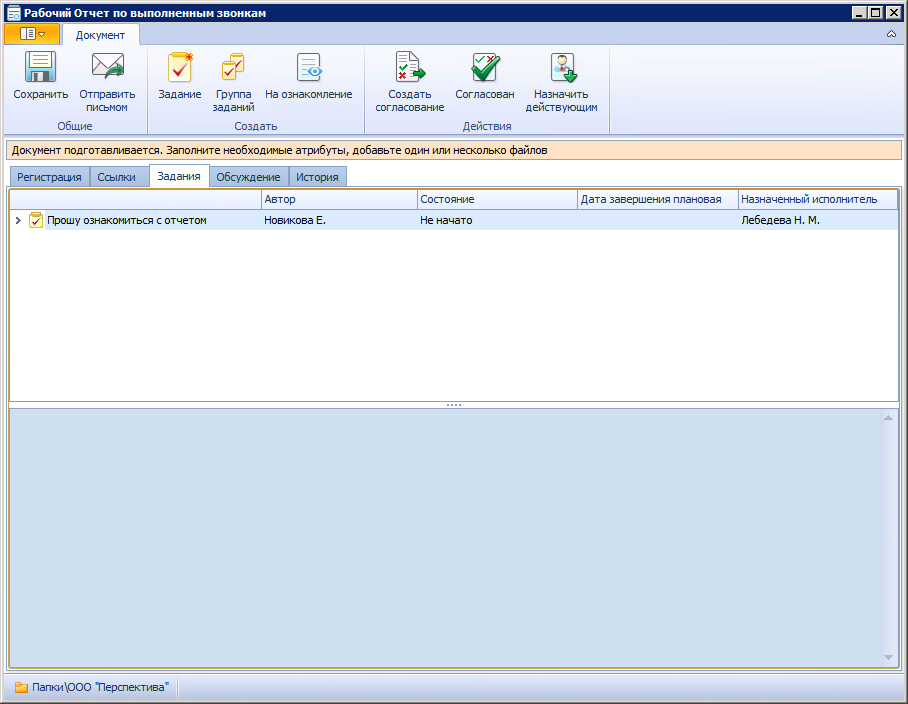 Рабочий Отчет по выполненным звонкам
Документ
Сохранить
Отправить
письмом
Общие
Задание
Группа
заданий
На ознакомление
Создать
Создать
согласование
Согласован
Назначить
действующим
Действия
Документ подготавливается. Заполните необходимые атрибуты, добавьте один или несколько файлов
Регистрация Ссылки Задания Обсуждение История
Автор Состояние Дата завершения плановая Назначенный исполнитель
Прошу ознакомиться с отчетом Новикова Е. Не начато Лебедева Н. М.
Папки\ООО "Перспектива"